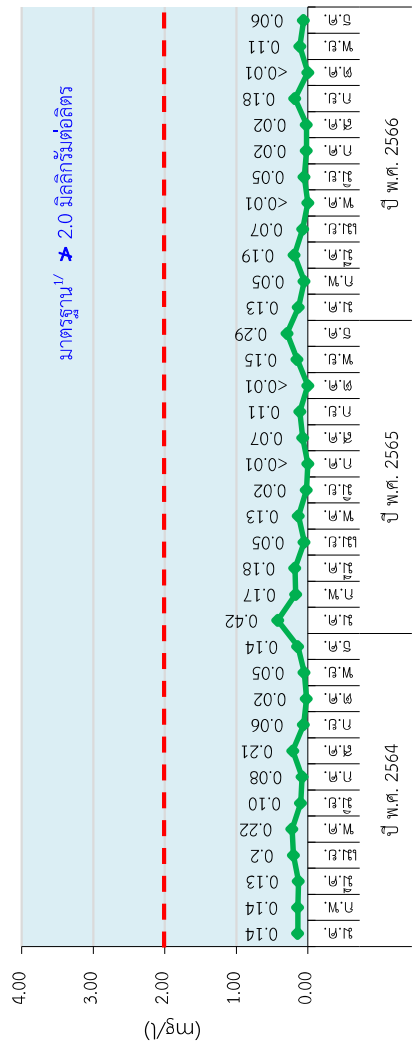 (mg/l)
4.00
3.00
2.00
1.00
0.00
มาตรฐาน¹/ ≯ 2.0 มิลลิกรัมต่อลิตร
0.14
0.14
0.13
0.2
0.22
0.10
0.08
0.21
0.06
0.02
0.05
0.14
0.42
0.17
0.18
0.05
0.13
0.02
<0.01
0.07
0.11
<0.01
0.15
0.29
0.13
0.05
0.19
0.07
<0.01
0.05
0.02
0.02
0.18
<0.01
0.11
0.06
ม.ค.
ก.พ.
มี.ค.
เม.ย.
พ.ค.
มิ.ย.
ก.ค.
ส.ค.
ก.ย.
ต.ค.
พ.ย.
ธ.ค.
ม.ค.
ก.พ.
มี.ค.
เม.ย.
พ.ค.
มิ.ย.
ก.ค.
ส.ค.
ก.ย.
ต.ค.
พ.ย.
ธ.ค.
ม.ค.
ก.พ.
มี.ค.
เม.ย.
พ.ค.
มิ.ย.
ก.ค.
ส.ค.
ก.ย.
ต.ค.
พ.ย.
ธ.ค.
ปี พ.ศ. 2564
ปี พ.ศ. 2565
ปี พ.ศ. 2566